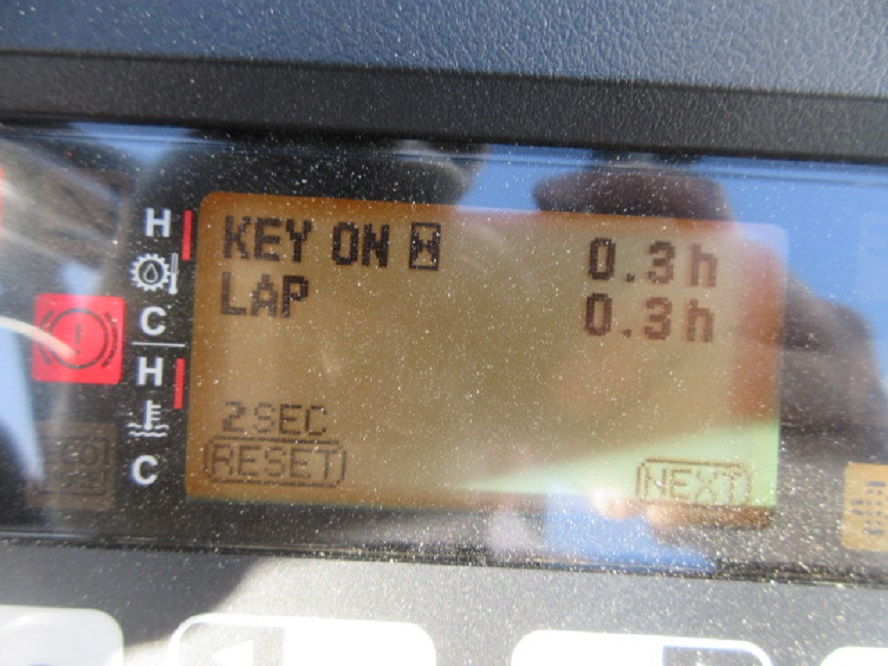 KEY ON 0.3h
LAP 0.3h
2SEC
RESET
NEXT
H
C
H
C